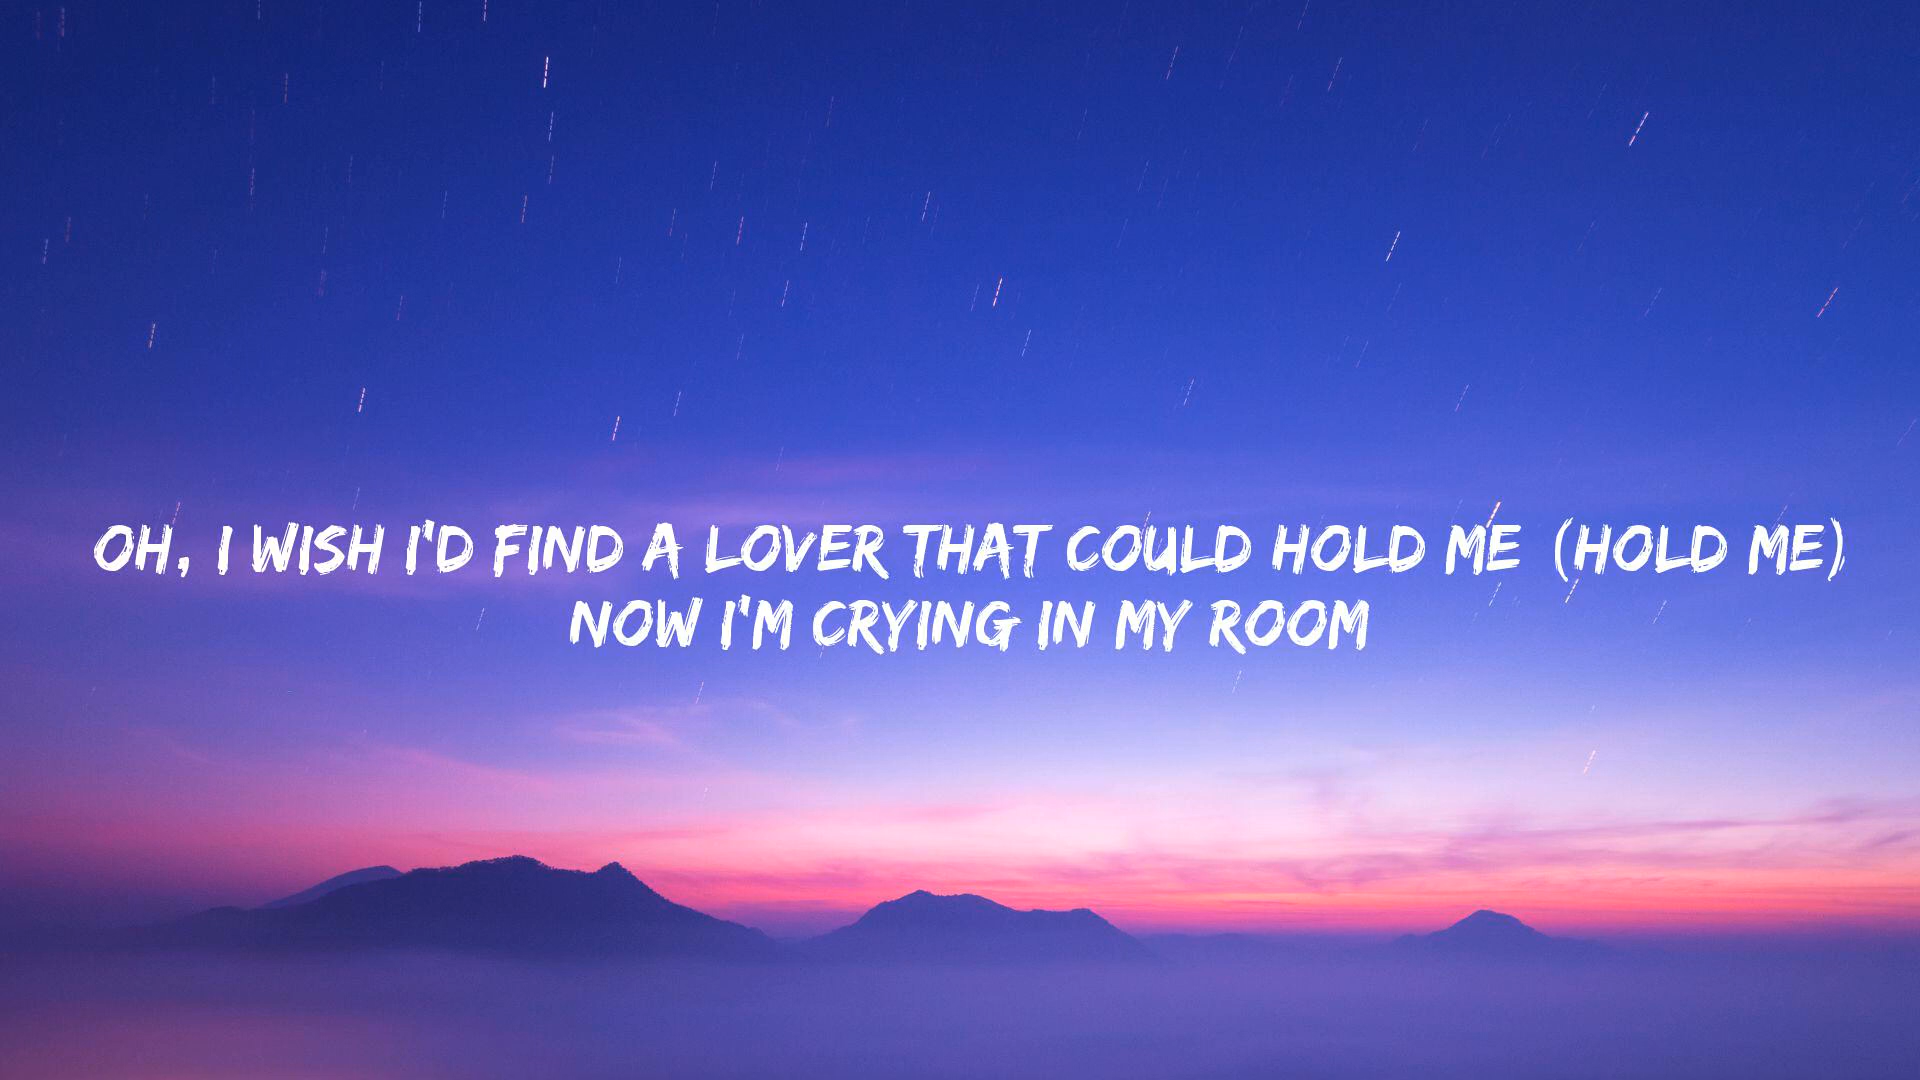 OH, I WISH I'D FIND A LOVER THAT COULD HOLD ME (HOLD ME)
NOW I'M CRYING IN MY ROOM